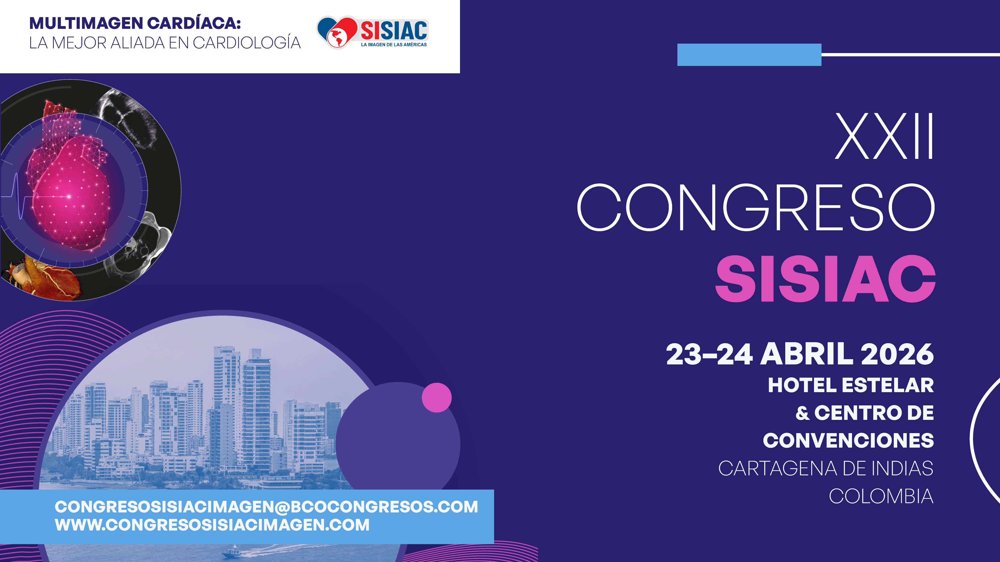 MULTIMAGEN CARDÍACA:
LA MEJOR ALIADA EN CARDIOLOGÍA
SISIAC
LA IMAGEN DE LAS AMÉRICAS
XXII
CONGRESO
SISIAC
23–24 ABRIL 2026
HOTEL ESTELAR
& CENTRO DE
CONVENCIONES
CARTAGENA DE INDIAS
COLOMBIA
CONGRESOSISIACIMAGEN@BCOCONGRESOS.COM
WWW.CONGRESOSISIACIMAGEN.COM